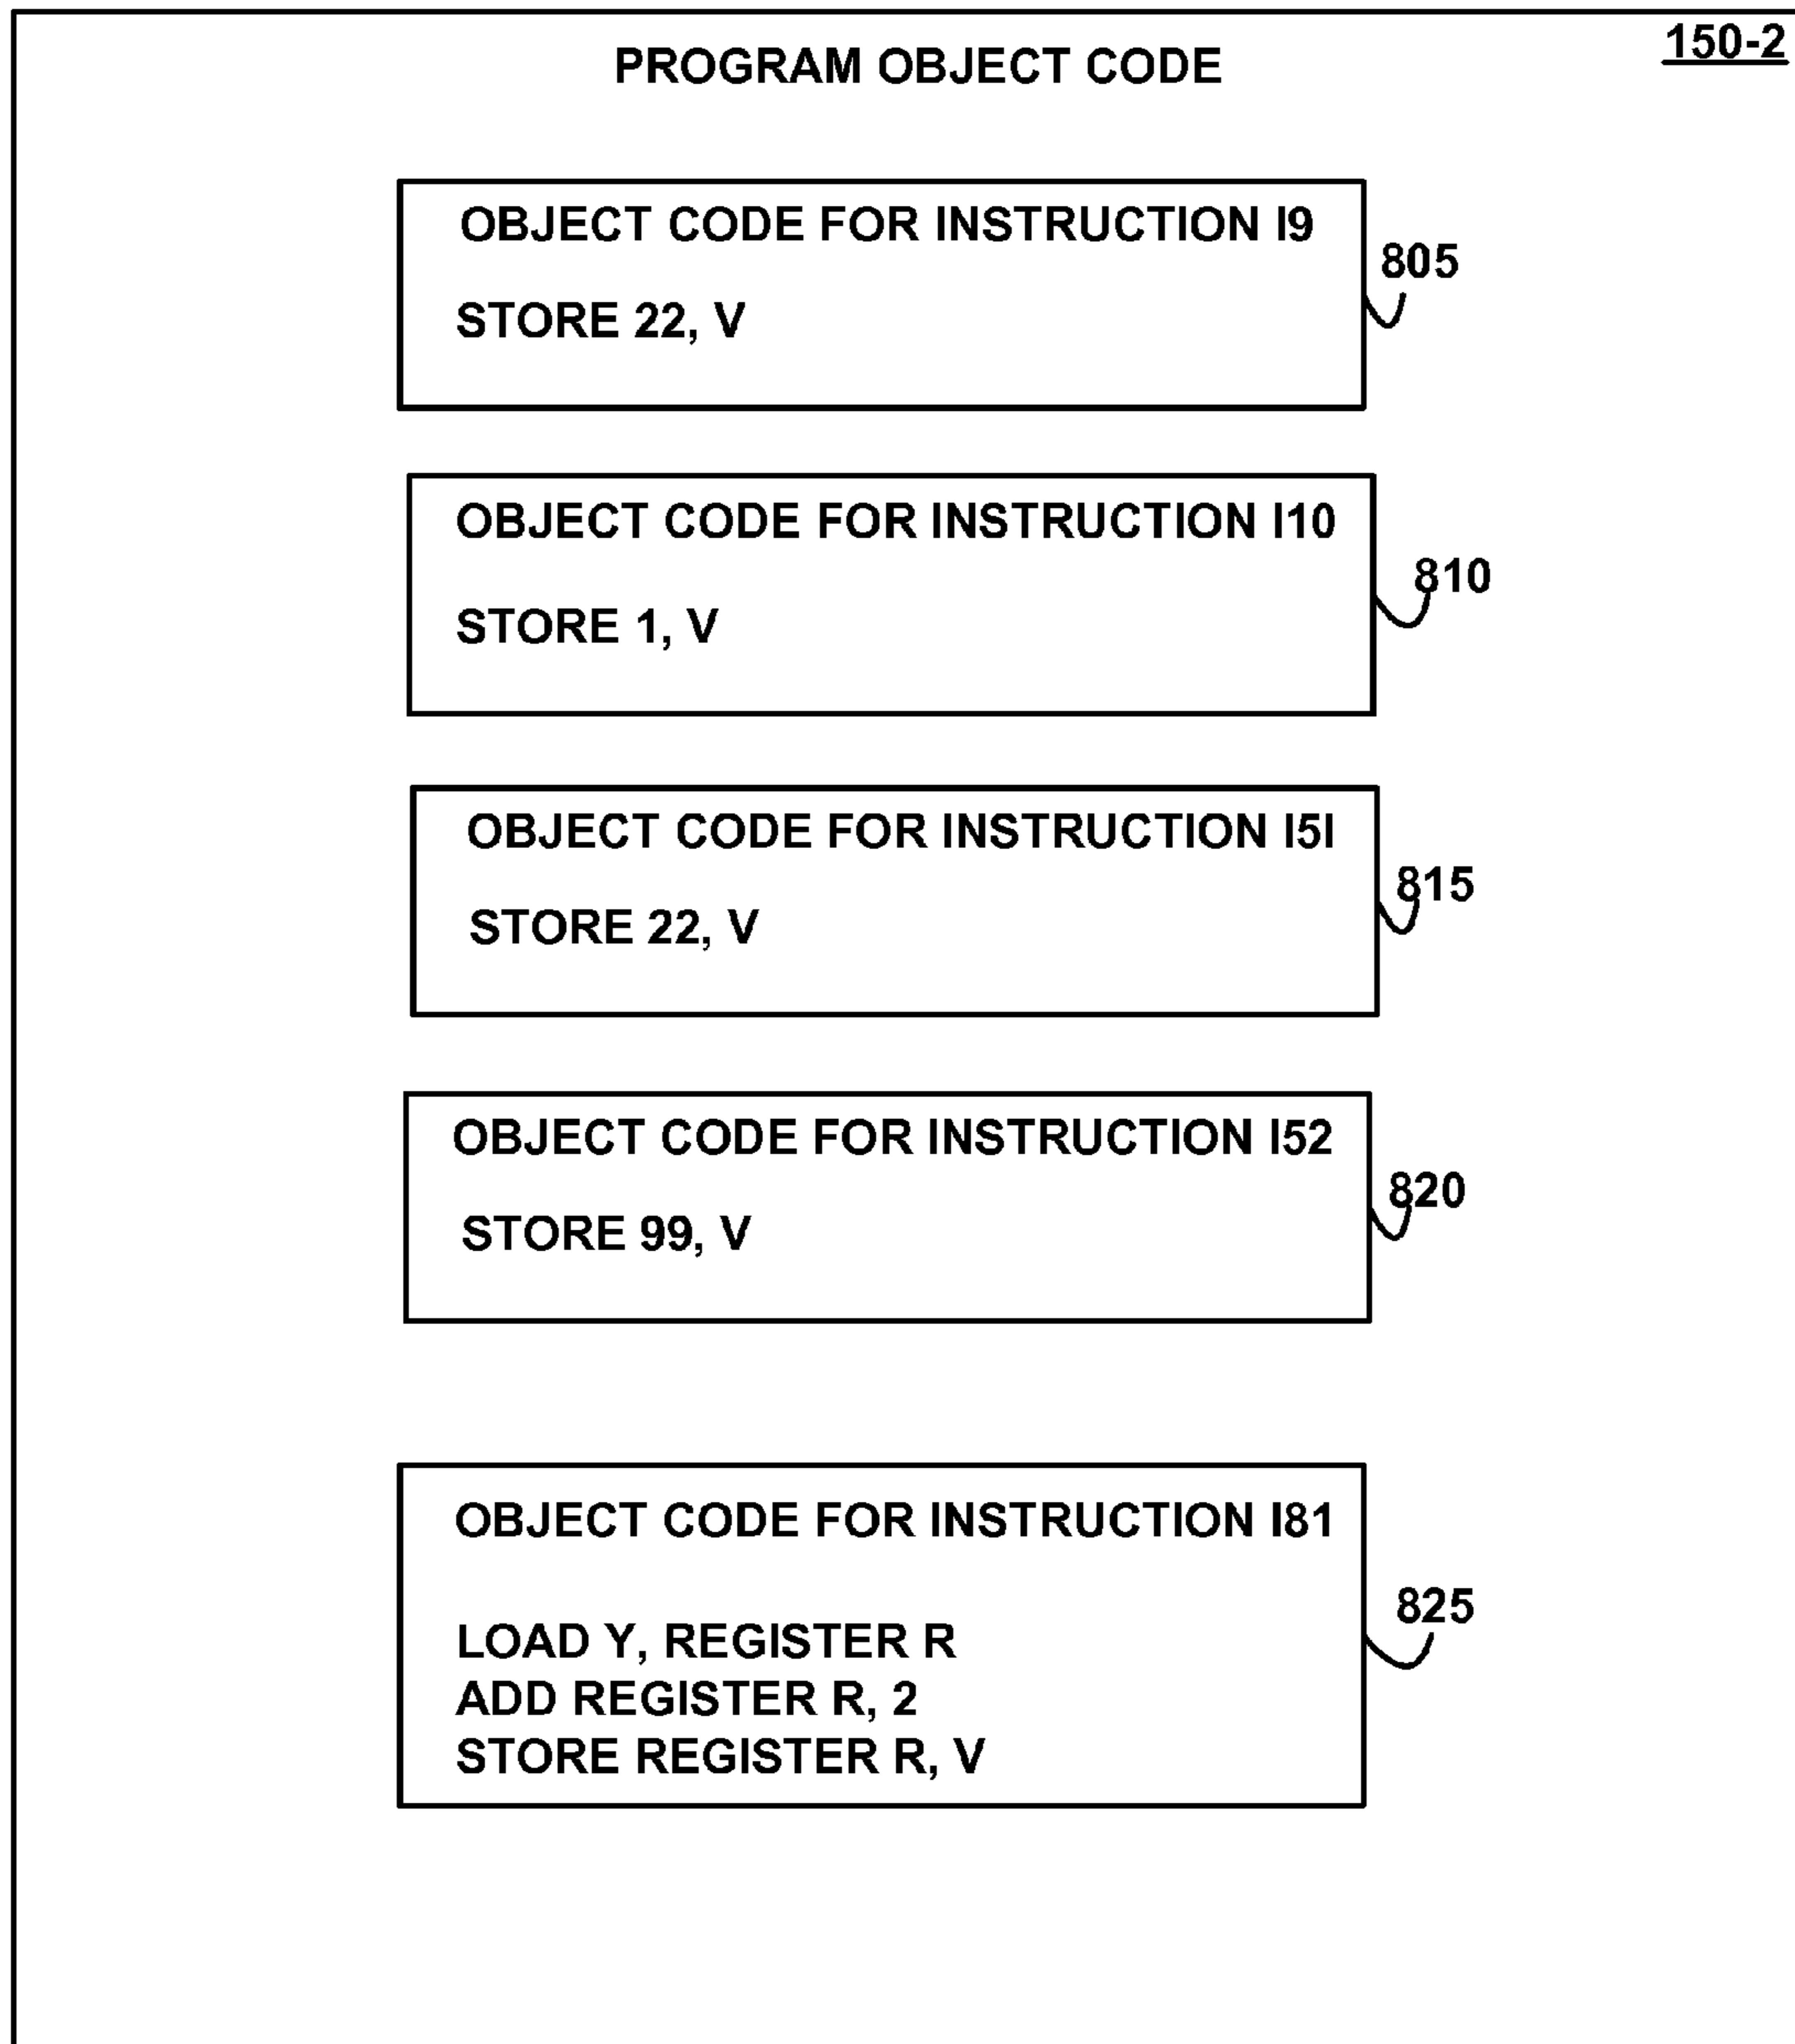 150-2
PROGRAM OBJECT CODE
OBJECT CODE FOR INSTRUCTION I9
805
STORE 22, V
OBJECT CODE FOR INSTRUCTION I10
810
STORE 1, V
OBJECT CODE FOR INSTRUCTION I5I
815
STORE 22, V
OBJECT CODE FOR INSTRUCTION I52
820
STORE 99, V
OBJECT CODE FOR INSTRUCTION I81
825
LOAD Y, REGISTER R
ADD REGISTER R, 2
STORE REGISTER R, V